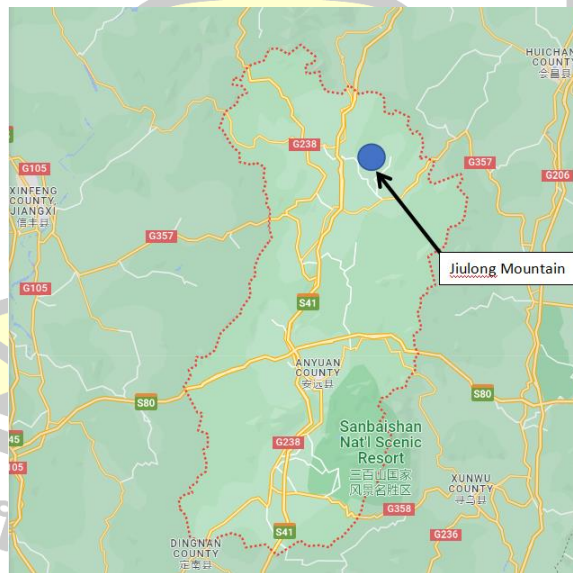 HUICHAN
COUNTY
会昌县
G238
G105
G357
G206
XINFENG
COUNTY,
JIANGXI
信丰县
G357
Jiulong Mountain
G105
S41
ANYUAN
COUNTY
安远县
S80
S80
Sanbaishan
Nat'l Scenic
Resort
三百山国家
风景名胜区
45
G238
105
XUNWU
COUNTY
寻乌县
G358
S41
G236
DINGNAN
COUNTY
定南县